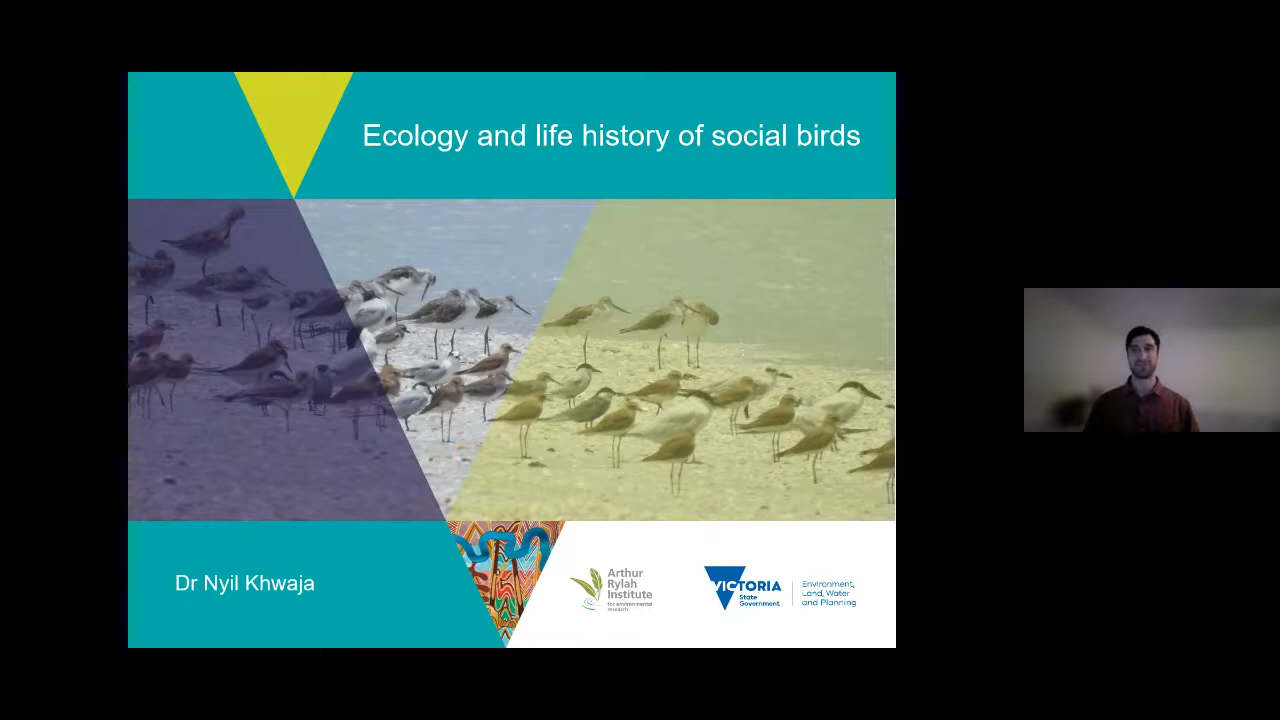 Ecology and life history of social birds
Dr Nyil Khwaja
Arthur
Rylah
Institute
for environmental
research
VICTORIA
State
Government
Environment,
Land, Water
and Planning